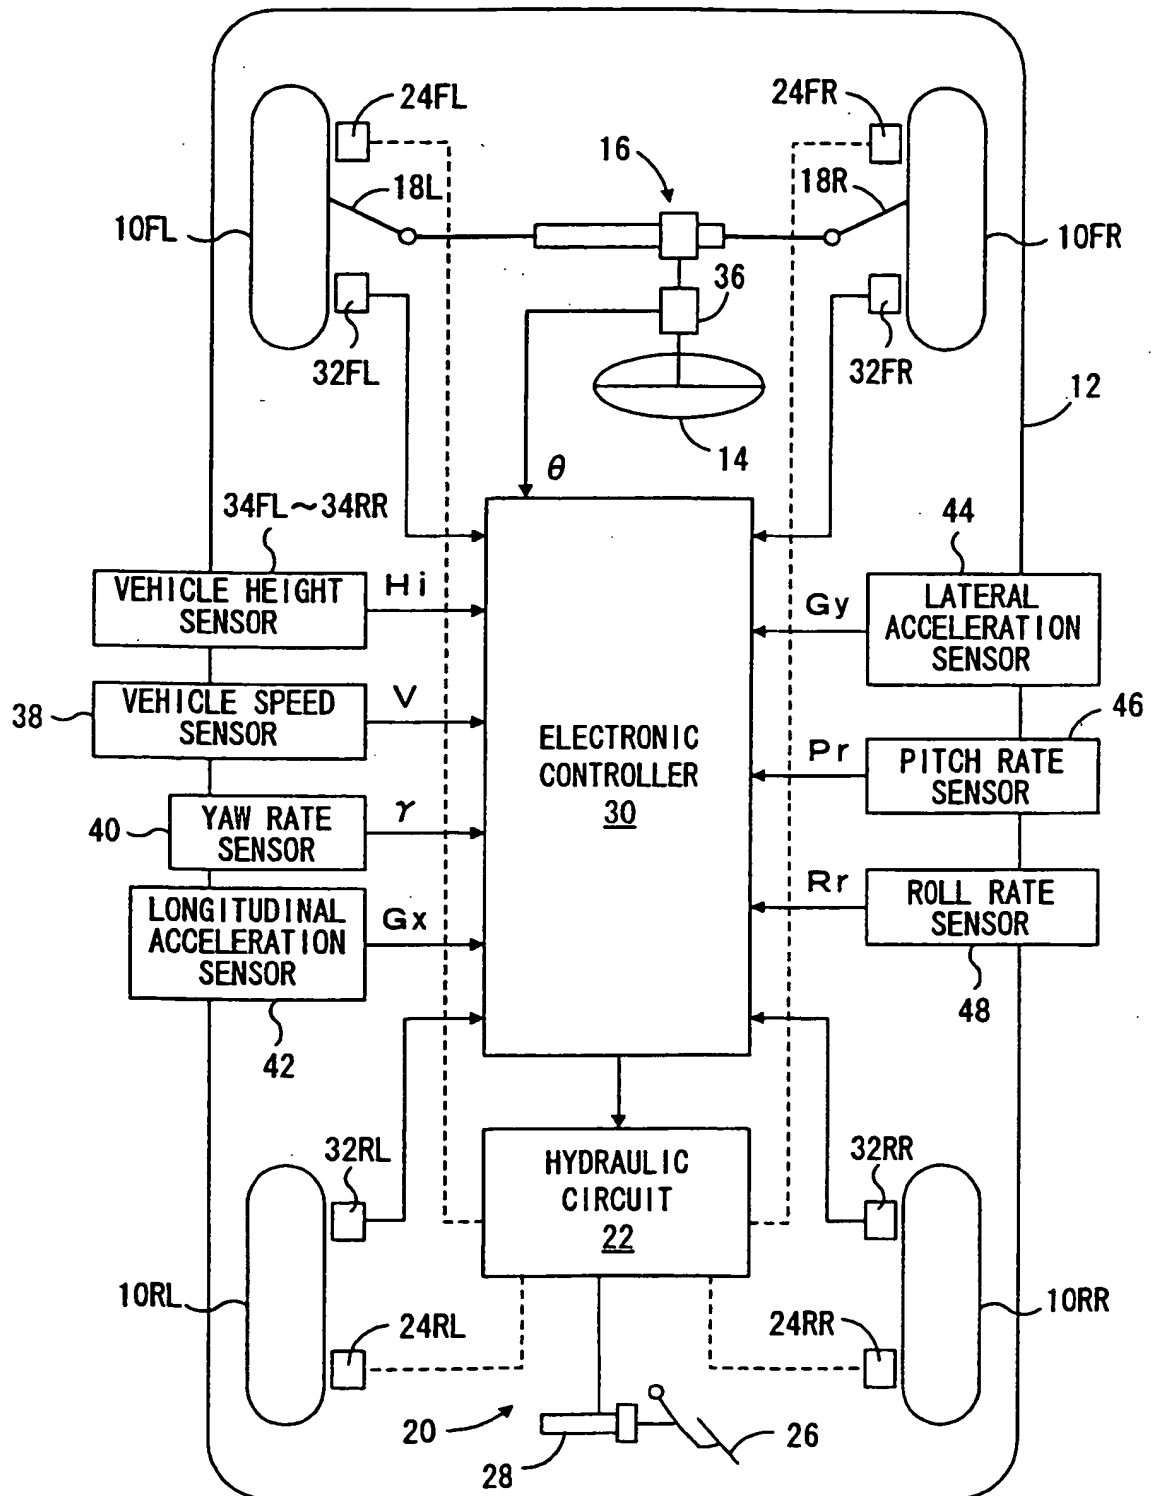 24FL
24FR
16
18L
18R
10FL
10FR
36
32FL
32FR
12
14
θ
34FL~34RR
44
VEHICLE HEIGHT
SENSOR
Hi
LATERAL
ACCELERATION
SENSOR
Gy
38
VEHICLE SPEED
SENSOR
V
46
ELECTRONIC
CONTROLLER
30
Pr
PITCH RATE
SENSOR
40
YAW RATE
SENSOR
γ
Rr
ROLL RATE
SENSOR
LONGITUDINAL
ACCELERATION
SENSOR
Gx
48
42
32RL
32RR
HYDRAULIC
CIRCUIT
22
10RL
10RR
24RL
24RR
20
26
28